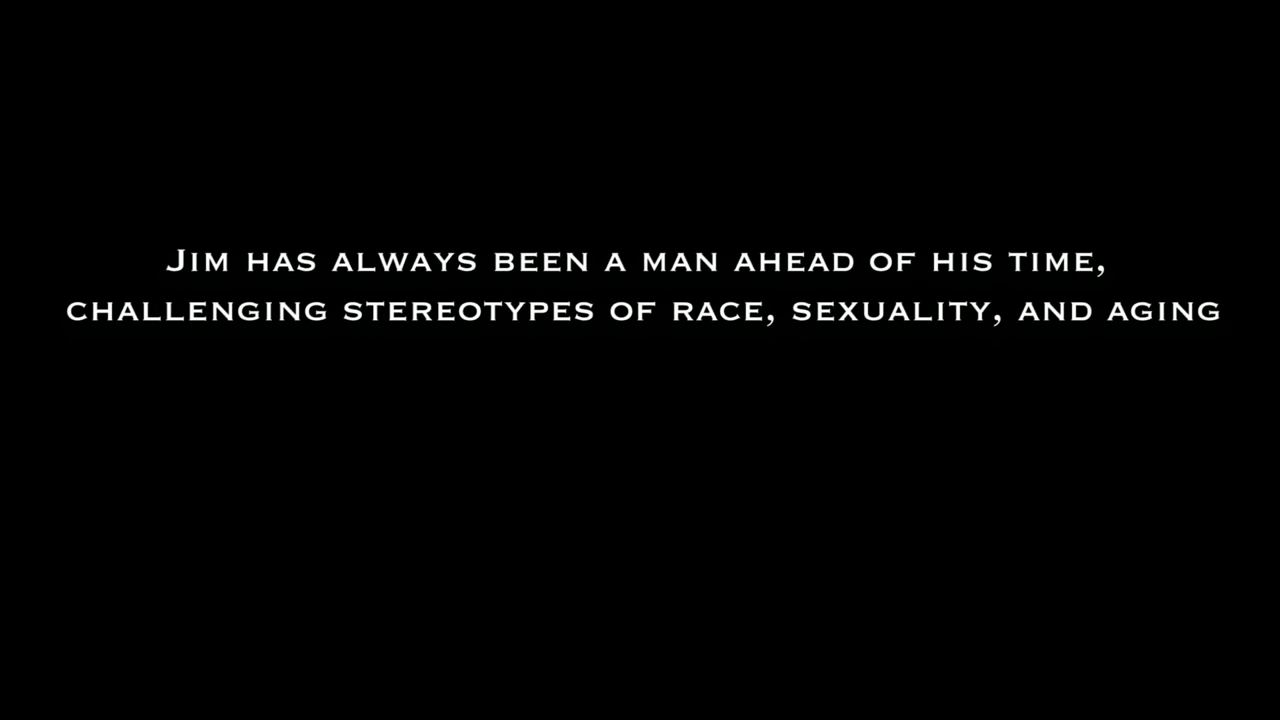 Jim has always been a man ahead of his time,
challenging stereotypes of race, sexuality, and aging